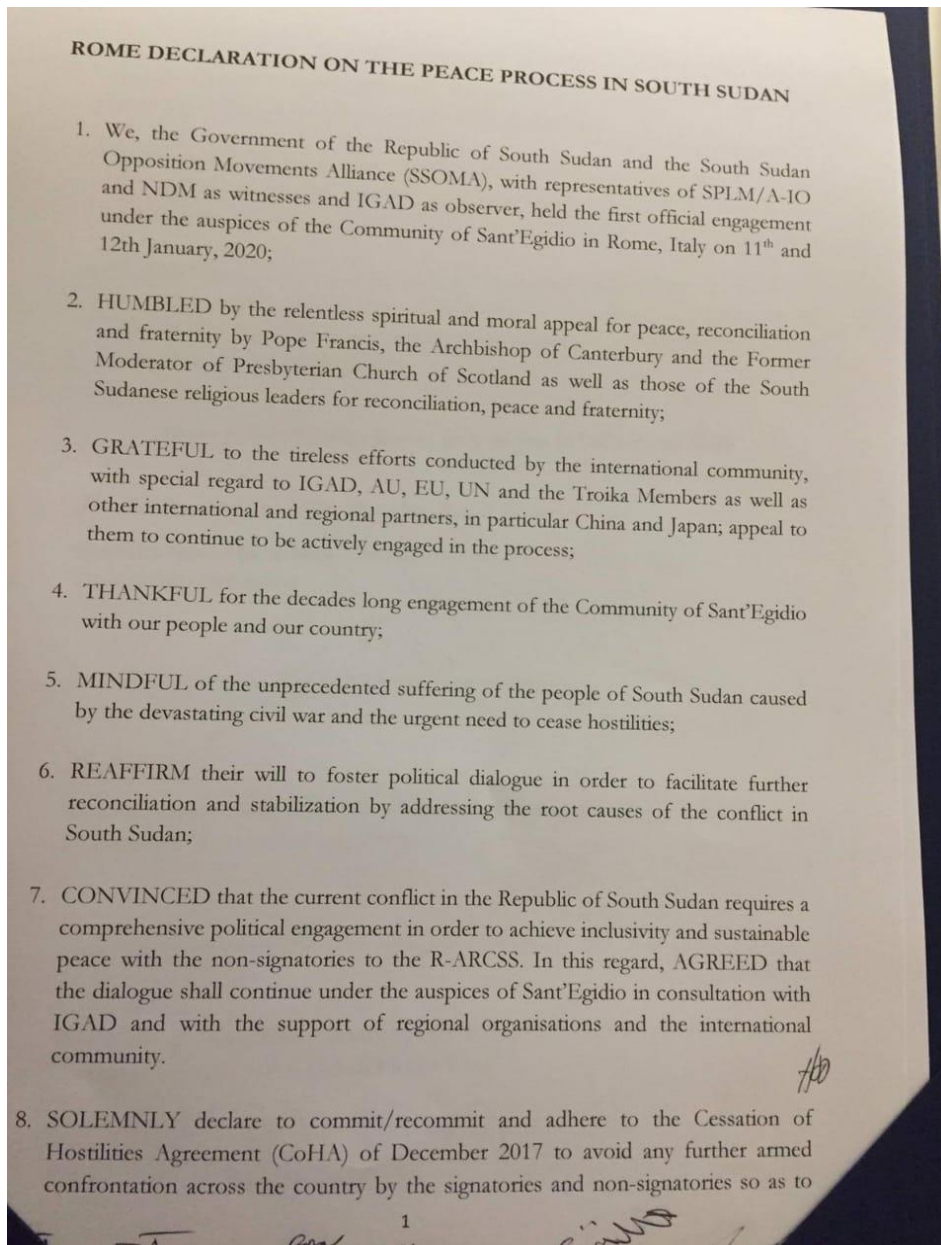 ROME DECLARATION ON THE PEACE PROCESS IN SOUTH SUDAN
1. We, the Government of the Republic of South Sudan and the South Sudan
Opposition Movements Alliance (SSOMA), with representatives of SPLM/A-IO
and NDM as witnesses and IGAD as observer, held the first official engagement
under the auspices of the Community of Sant'Egidio in Rome, Italy on 11th and
12th January, 2020;
2. HUMBLED by the relentless spiritual and moral appeal for peace, reconciliation
and fraternity by Pope Francis, the Archbishop of Canterbury and the Former
Moderator of Presbyterian Church of Scotland as well as those of the South
Sudanese religious leaders for reconciliation, peace and fraternity;
3. GRATEFUL to the tireless efforts conducted by the international community,
with special regard to IGAD, AU, EU, UN and the Troika Members as well as
other international and regional partners, in particular China and Japan; appeal to
them to continue to be actively engaged in the process;
4. THANKFUL for the decades long engagement of the Community of Sant'Egidio
with our people and our country;
5. MINDFUL of the unprecedented suffering of the people of South Sudan caused
by the devastating civil war and the urgent need to cease hostilities;
6. REAFFIRM their will to foster political dialogue in order to facilitate further
reconciliation and stabilization by addressing the root causes of the conflict in
South Sudan;
7. CONVINCED that the current conflict in the Republic of South Sudan requires a
comprehensive political engagement in order to achieve inclusivity and sustainable
peace with the non-signatories to the R-ARCSS. In this regard, AGREED that
the dialogue shall continue under the auspices of Sant'Egidio in consultation with
IGAD and with the support of regional organisations and the international
community.
8. SOLEMNLY declare to commit/recommit and adhere to the Cessation of
Hostilities Agreement (CoHA) of December 2017 to avoid any further armed
confrontation across the country by the signatories and non-signatories so as to
1